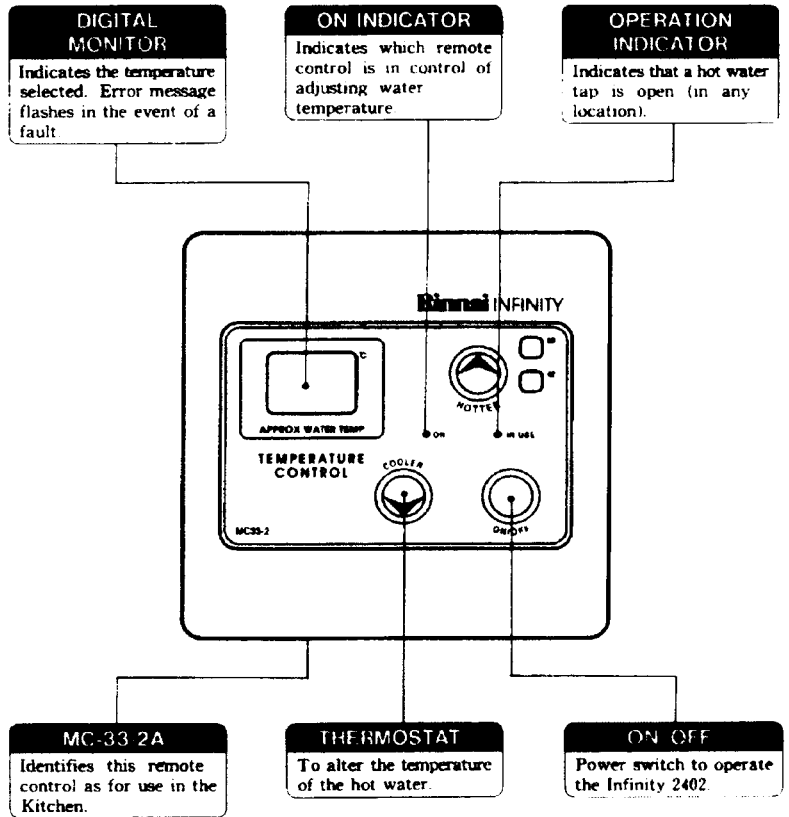 DIGITAL
MONITOR
Indicates the temperature
selected. Error message
flashes in the event of a
fault.
ON INDICATOR
Indicates which remote
control is in control of
adjusting water
temperature.
OPERATION
INDICATOR
Indicates that a hot water
tap is open (in any
location).
Rinnai INFINITY
°C
APPROX WATER TEMP
HOTTER
ON
IN USE
TEMPERATURE
CONTROL
COOLER
ON/OFF
MC33-2
MC-33-2A
Identifies this remote
control as for use in the
Kitchen.
THERMOSTAT
To alter the temperature
of the hot water.
ON OFF
Power switch to operate
the Infinity 2402.